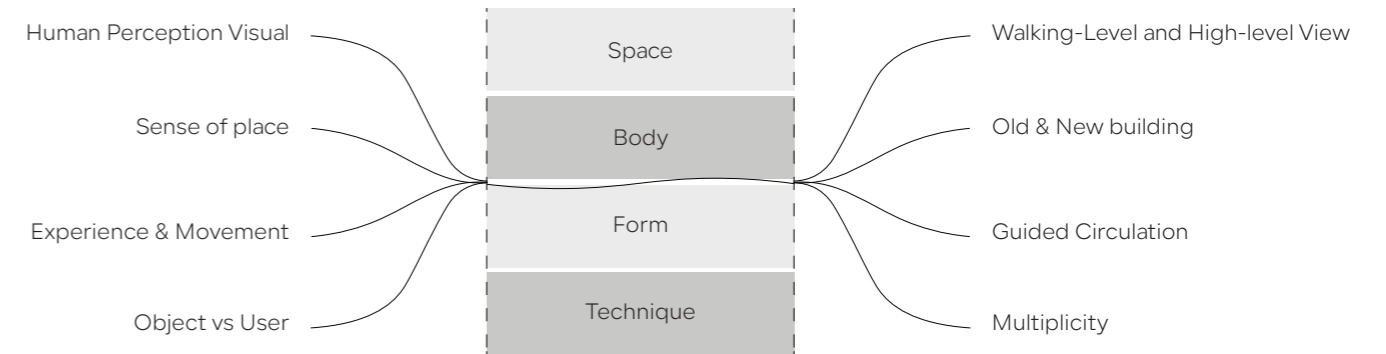 Human Perception Visual
Sense of place
Experience & Movement
Object vs User
Space
Body
Form
Technique
Walking-Level and High-level View
Old & New building
Guided Circulation
Multiplicity